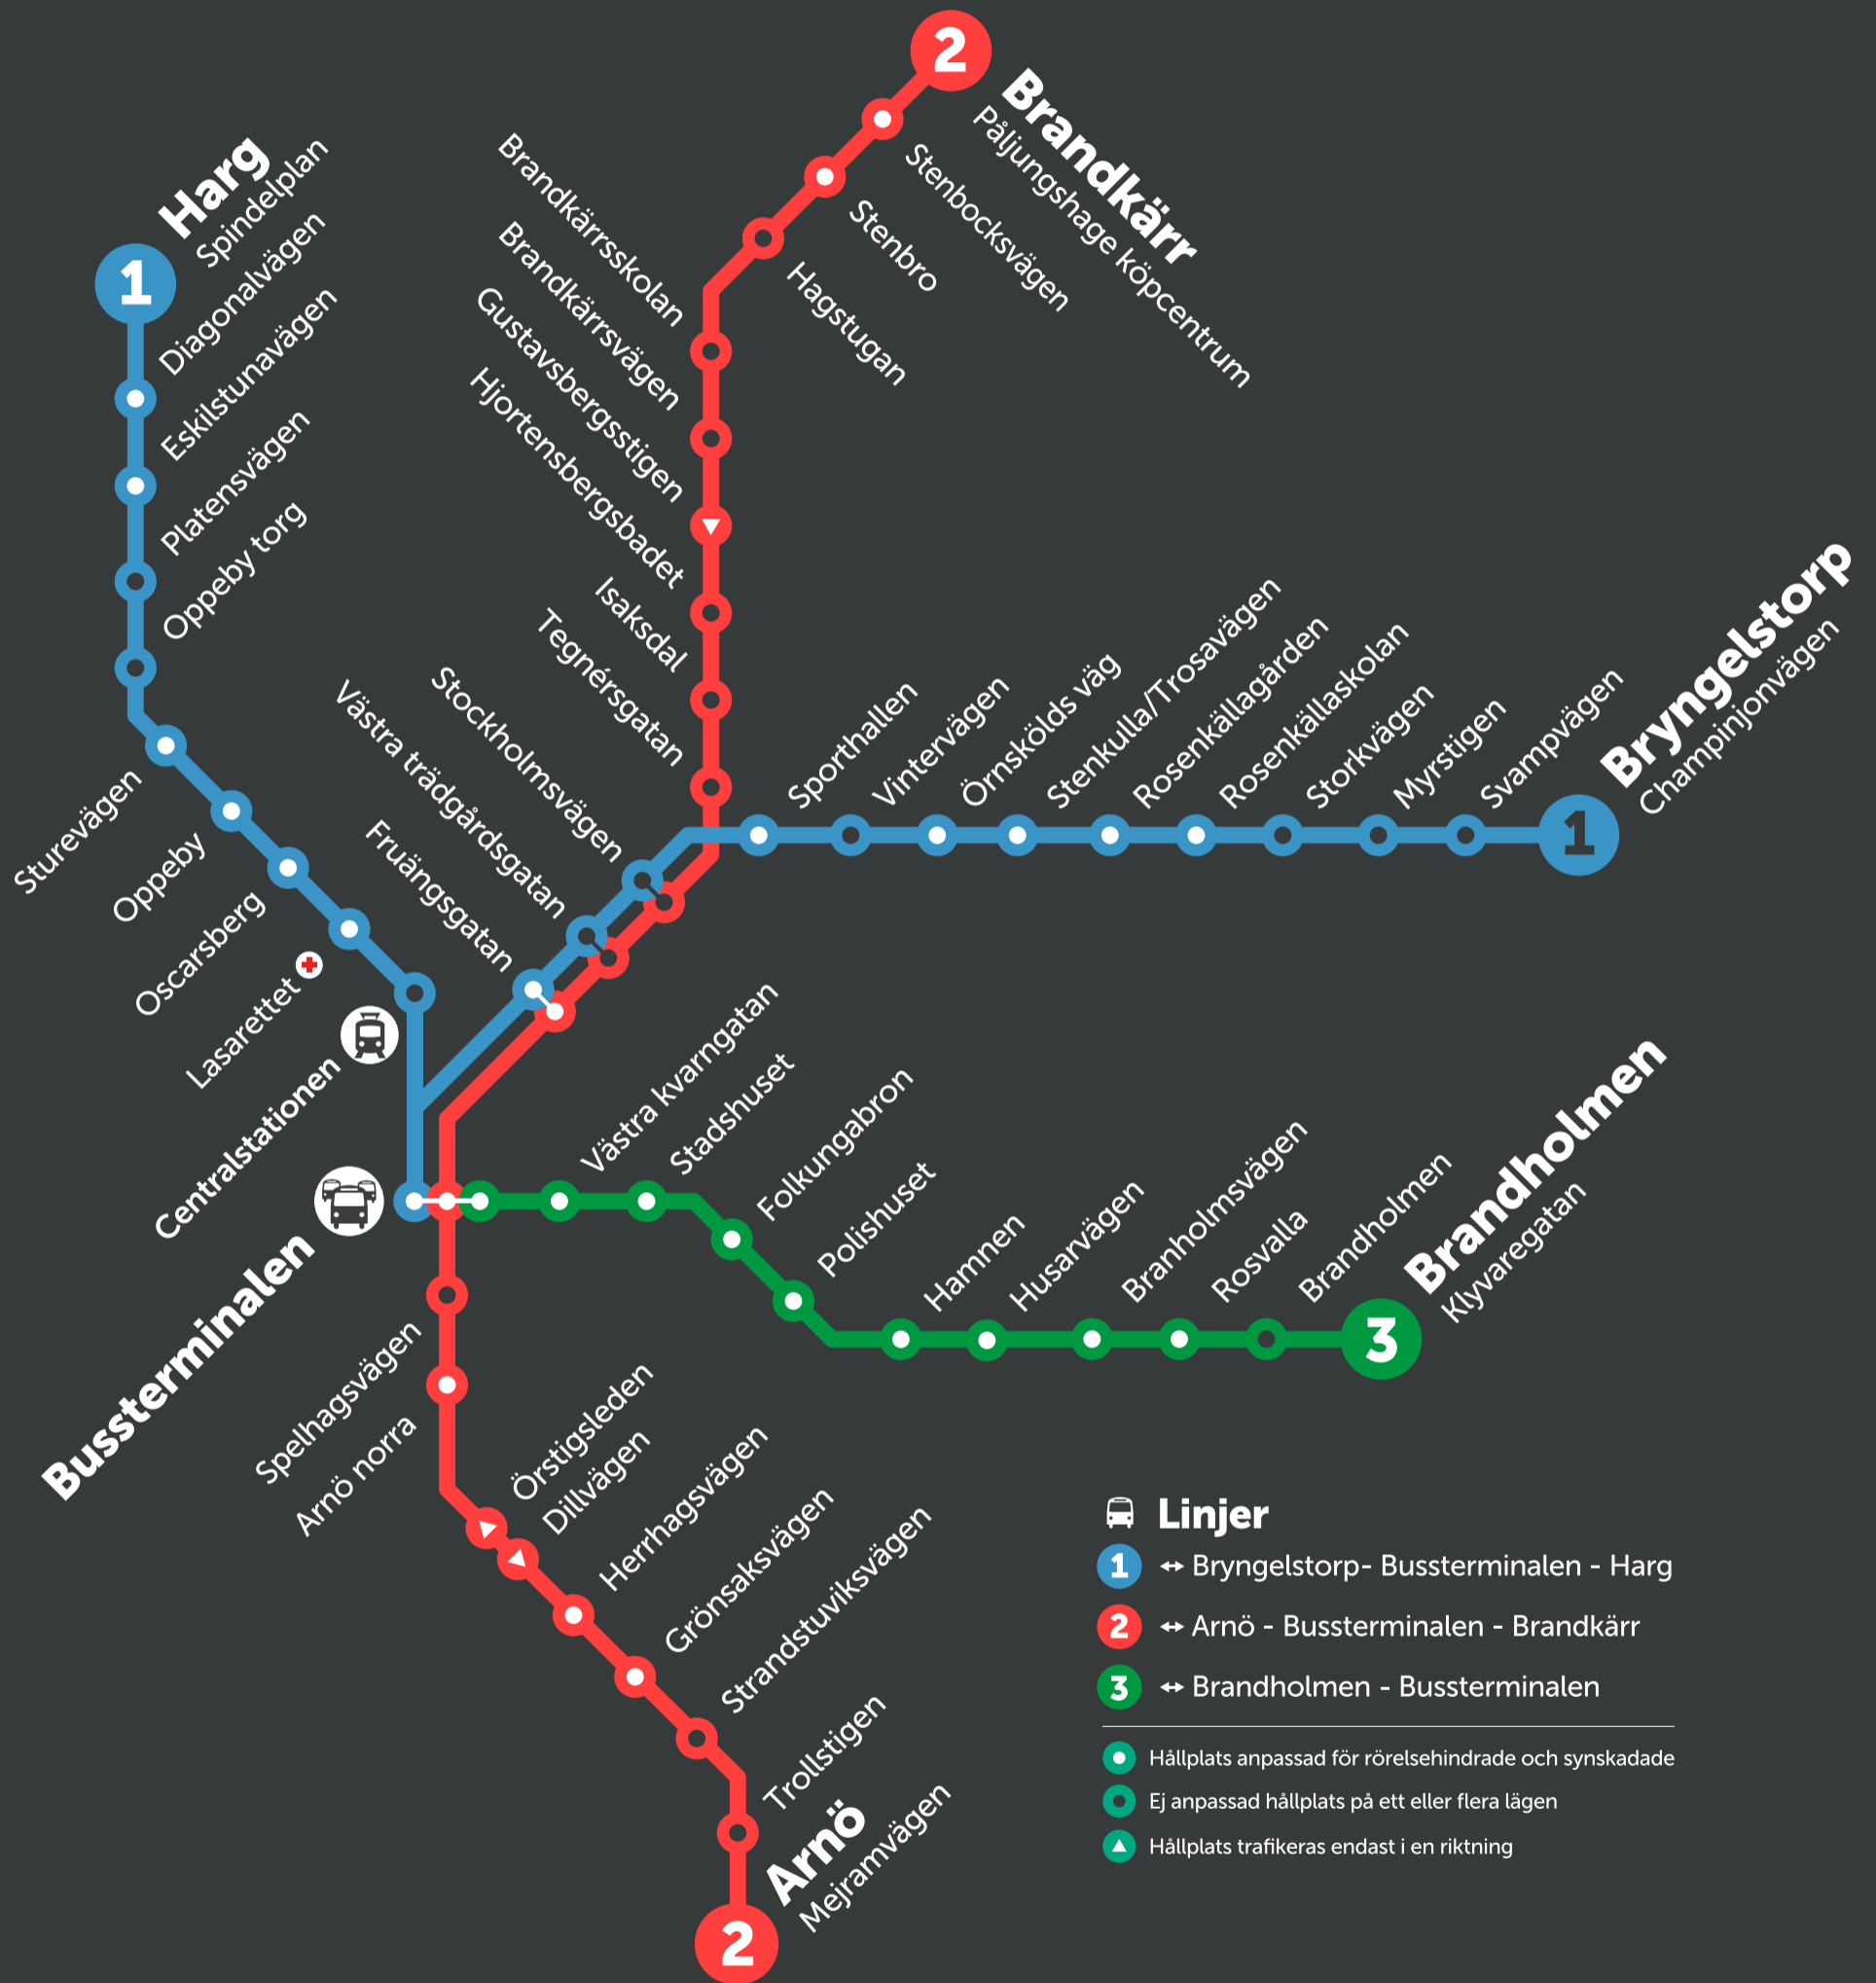 2
Brandkärr
Påljungshage köpcentrum
Stenbocksvägen
Stenbro
Hagstugan
Brandkärrsskolan
Brandkärrsvägen
Gustavsbergsstigen
Hjortensbergsbadet
Isaksdal
Tegnérsgatan
Stockholmsvägen
Västra trädgårdsgatan
Fruängsgatan
Harg
1
Spindelplan
Diagonalvägen
Eskilstunavägen
Platensvägen
Oppeby torg
Sturevägen
Oppeby
Oscarsberg
Lasarettet
Centralstationen
Bussterminalen
Sporthallen
Vintervägen
Örnskölds väg
Stenkulla/Trosavägen
Rosenkällagården
Rosenkällaskolan
Storkvägen
Myrstigen
Svampvägen
Bryngelstorp
Champinjonvägen
1
Västra kvarngatan
Stadshuset
Folkungabron
Polishuset
Hamnen
Husarvägen
Branholmsvägen
Rosvalla
Brandholmen
Brandholmen
Klyvaregatan
3
Spelhagsvägen
Arnö norra
Örstigsleden
Dillvägen
Herrhagsvägen
Grönsaksvägen
Strandstuviksvägen
Trollstigen
Arnö
Mejramvägen
2
Linjer
1 ↔ Bryngelstorp- Bussterminalen - Harg
2 ↔ Arnö - Bussterminalen - Brandkärr
3 ↔ Brandholmen - Bussterminalen
Hållplats anpassad för rörelsehindrade och synskadade
Ej anpassad hållplats på ett eller flera lägen
Hållplats trafikeras endast i en riktning